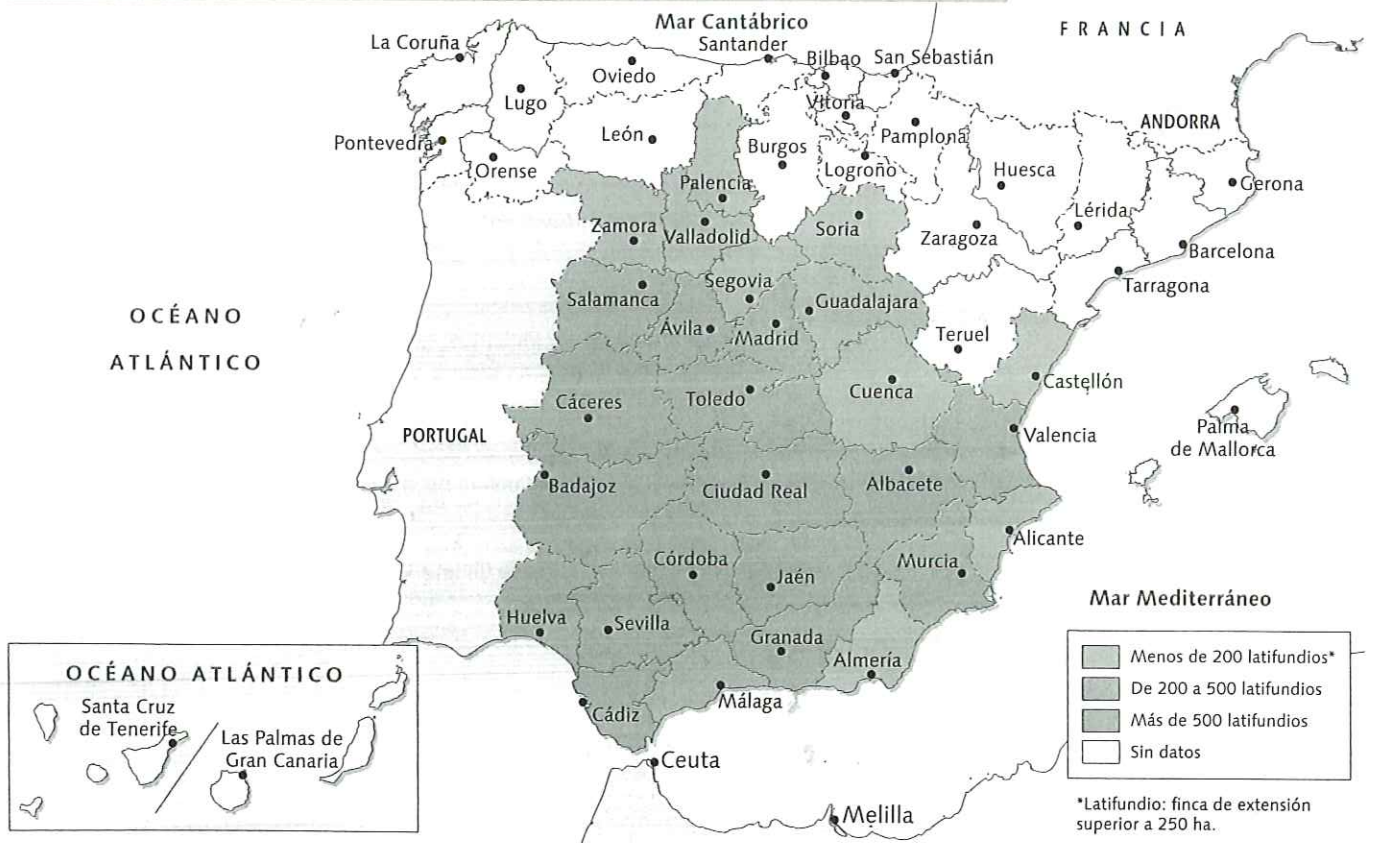 Mar Cantábrico
FRANCIA
La Coruña
Santander
Oviedo
Bilbao
San Sebastián
Lugo
Vitoria
León
Pamplona
ANDORRA
Pontevedra
Burgos
Orense
Logroño
Huesca
Gerona
Palencia
Lérida
Zamora
Valladolid
Soria
Zaragoza
Barcelona
Segovia
Tarragona
Salamanca
Guadalajara
OCÉANO
ATLÁNTICO
Ávila
Madrid
Teruel
Castellón
Cáceres
Toledo
Cuenca
PORTUGAL
Valencia
Palma
de Mallorca
Badajoz
Ciudad Real
Albacete
Alicante
Córdoba
Jaén
Murcia
Huelva
Sevilla
Granada
Almería
Málaga
Cádiz
Ceuta
Melilla
OCÉANO ATLÁNTICO
Santa Cruz
de Tenerife
Las Palmas de
Gran Canaria
Mar Mediterráneo
Menos de 200 latifundios*
De 200 a 500 latifundios
Más de 500 latifundios
Sin datos
*Latifundio: finca de extensión
superior a 250 ha.